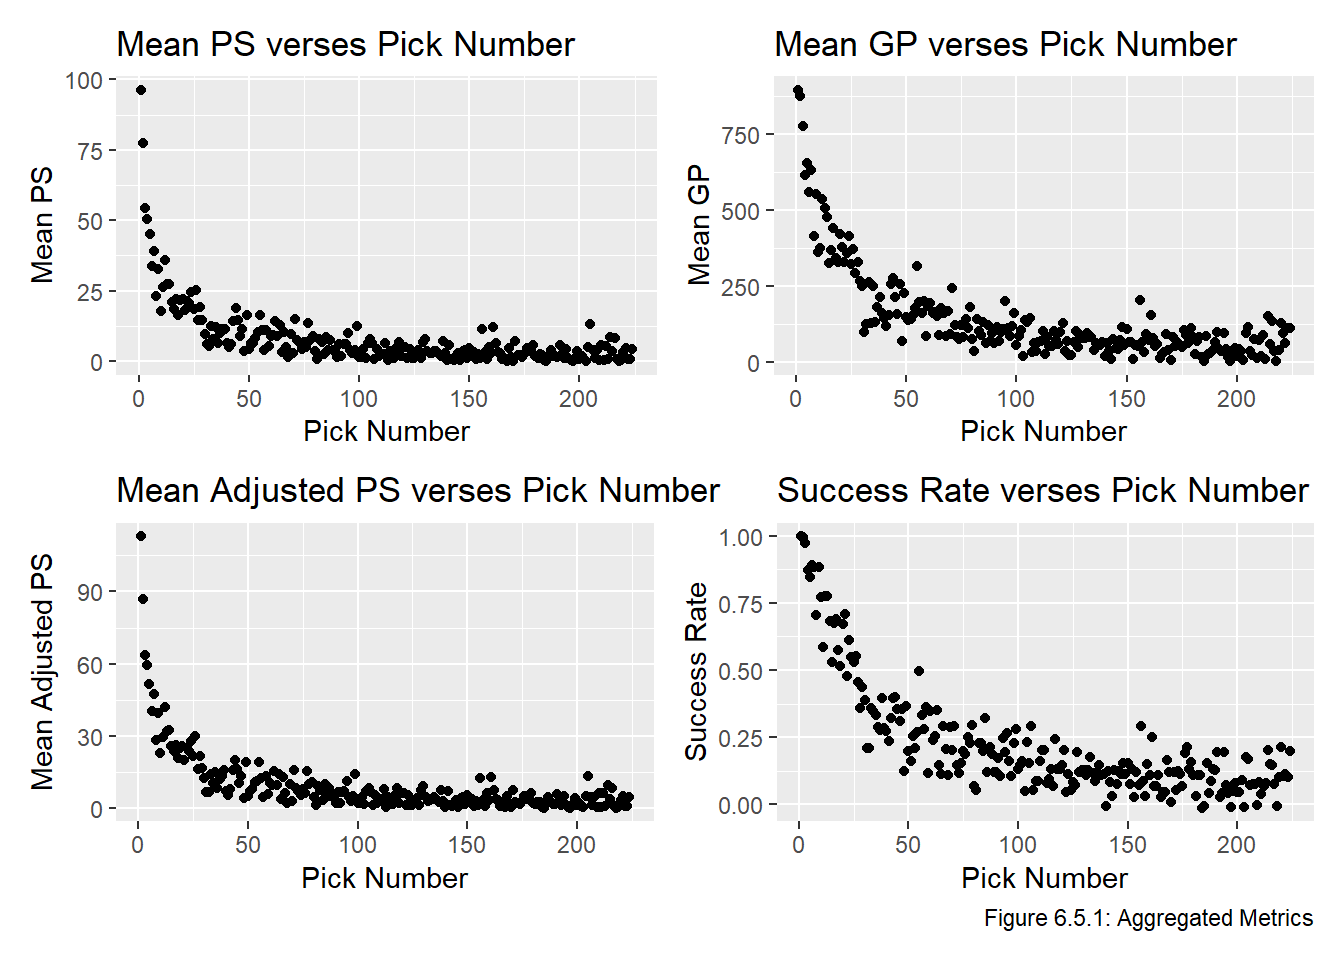 Mean PS verses Pick Number
Mean PS
100
75
50
25
0
0 50 100 150 200
Pick Number
Mean GP verses Pick Number
Mean GP
750
500
250
0
0 50 100 150 200
Pick Number
Mean Adjusted PS verses Pick Number
Mean Adjusted PS
90
60
30
0
0 50 100 150 200
Pick Number
Success Rate verses Pick Number
Success Rate
1.00
0.75
0.50
0.25
0.00
0 50 100 150 200
Pick Number
Figure 6.5.1: Aggregated Metrics